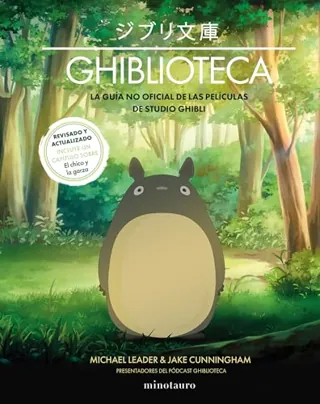 ジブリ文庫
GHIBLIOTECA
LA GUÍA NO OFICIAL DE LAS PELÍCULAS
DE STUDIO GHIBLI
REVISADO Y
ACTUALIZADO
INCLUYE UN
CAPÍTULO SOBRE
El chico y
la garza
MICHAEL LEADER & JAKE CUNNINGHAM
PRESENTADORES DEL PÓDCAST GHIBLIOTECA
minotauro